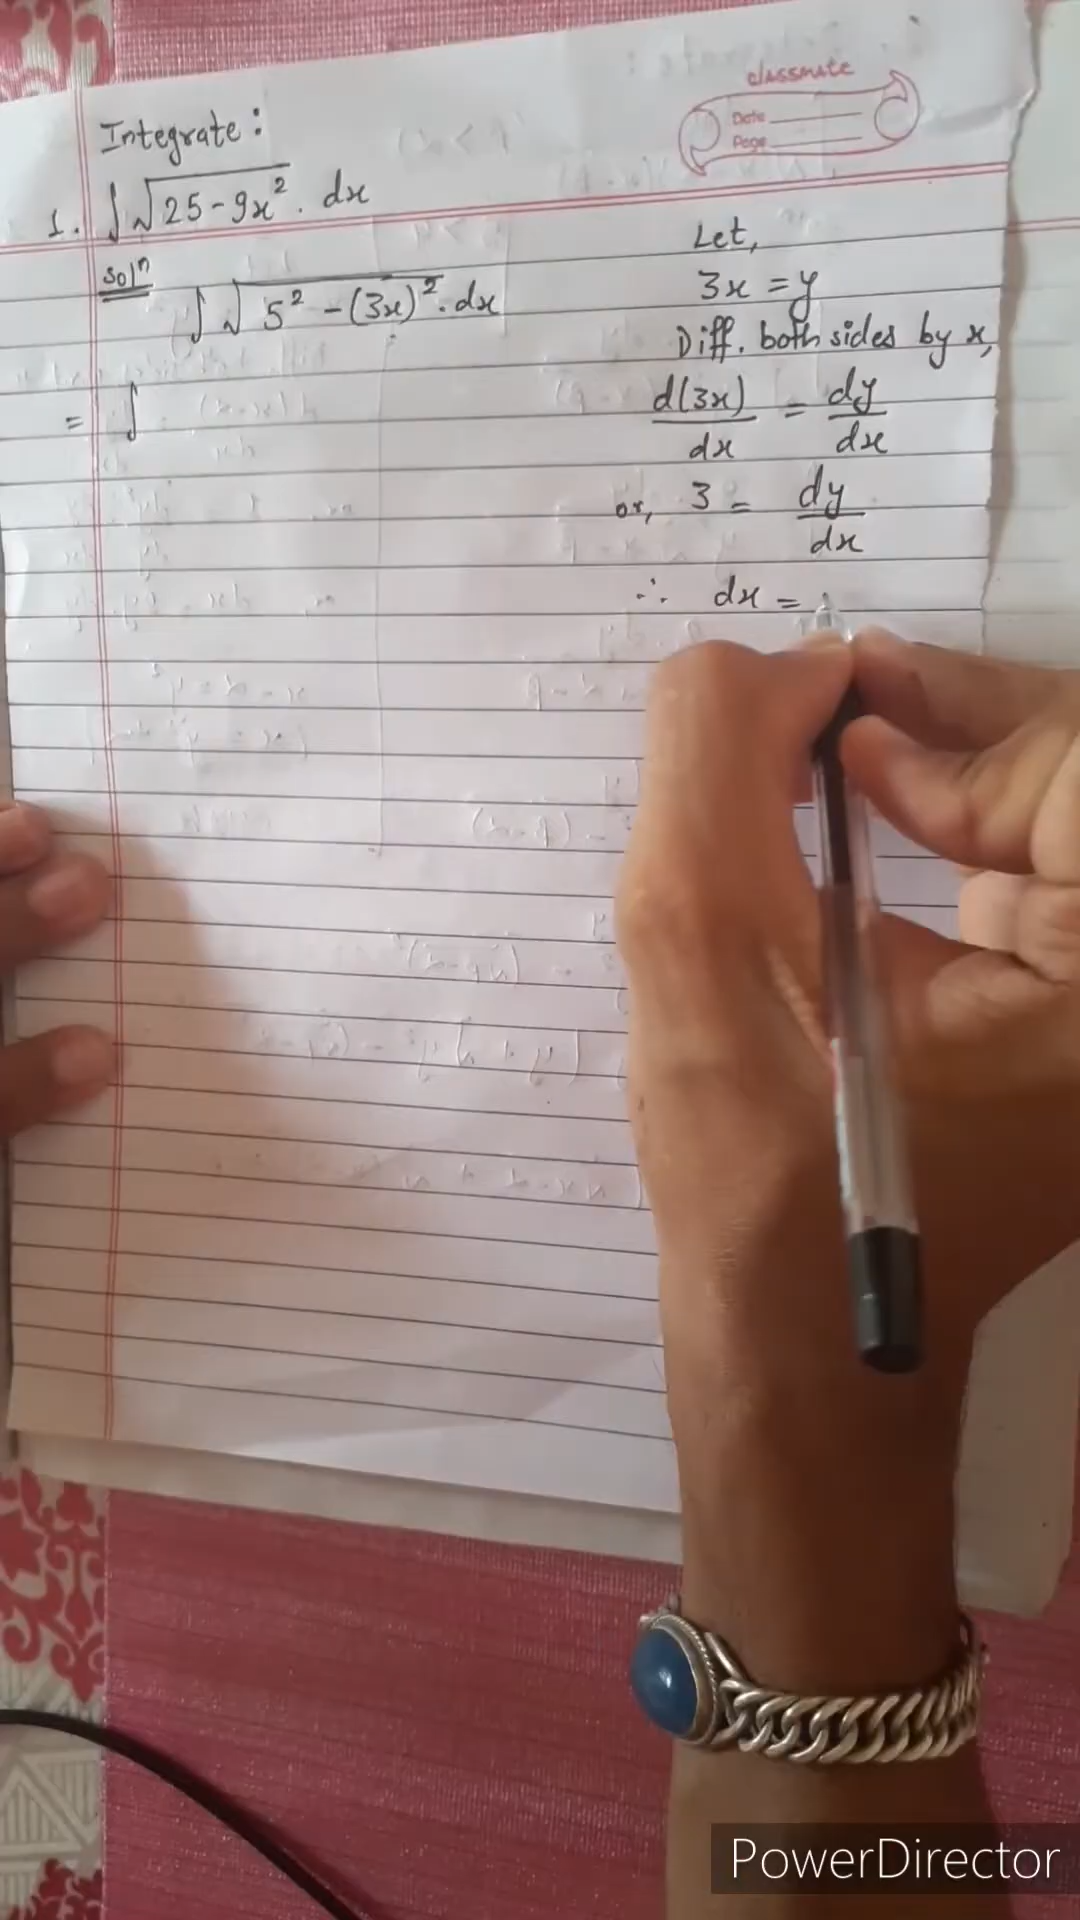 classmate
Date
Page
Integrate:
1. ∫√25-9x². dx
Solⁿ
∫√5²-(3x)². dx
= ∫
Let,
3x = y
Diff. both sides by x,
d(3x)/dx = dy/dx
or, 3 = dy/dx
∴ dx =
PowerDirector